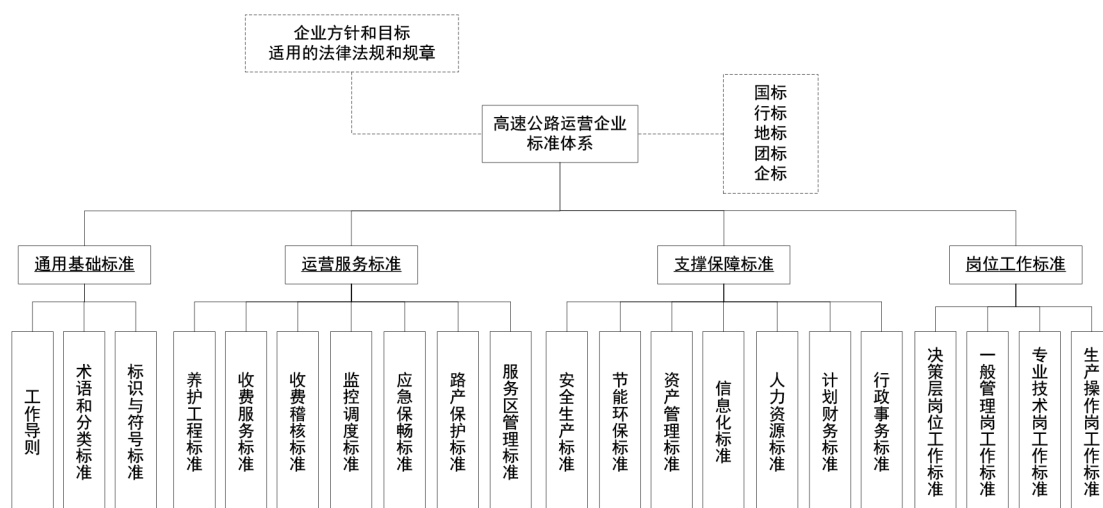 企业方针和目标
适用的法律法规和规章
国标
行标
地标
团标
企标
高速公路运营企业
标准体系
通用基础标准
运营服务标准
支撑保障标准
岗位工作标准
工作导则
术语和分类标准
标识与符号标准
养护工程标准
收费服务标准
收费稽核标准
监控调度标准
应急保畅标准
路产保护标准
服务区管理标准
安全生产标准
节能环保标准
资产管理标准
信息化标准
人力资源标准
计划财务标准
行政事务标准
决策层岗位工作标准
一般管理岗工作标准
专业技术岗工作标准
生产操作岗工作标准